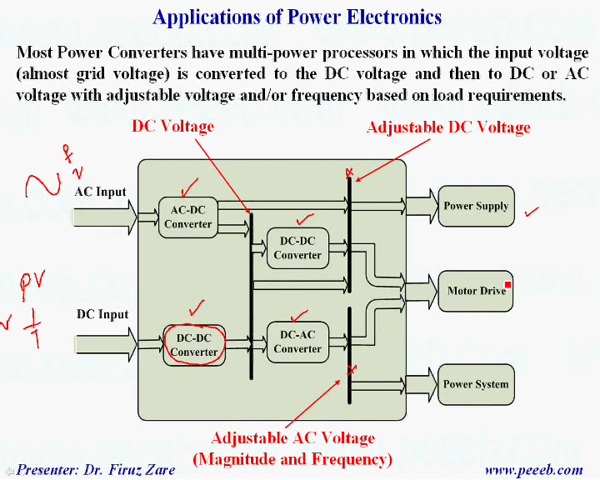 Applications of Power Electronics
Most Power Converters have multi-power processors in which the input voltage
(almost grid voltage) is converted to the DC voltage and then to DC or AC
voltage with adjustable voltage and/or frequency based on load requirements.
DC Voltage
Adjustable DC Voltage
f
v
AC Input
AC-DC
Converter
Power Supply
DC-DC
Converter
PV
Motor Drive
DC Input
DC-DC
Converter
DC-AC
Converter
Power System
Adjustable AC Voltage
(Magnitude and Frequency)
Presenter: Dr. Firuz Zare
www.peeeb.com